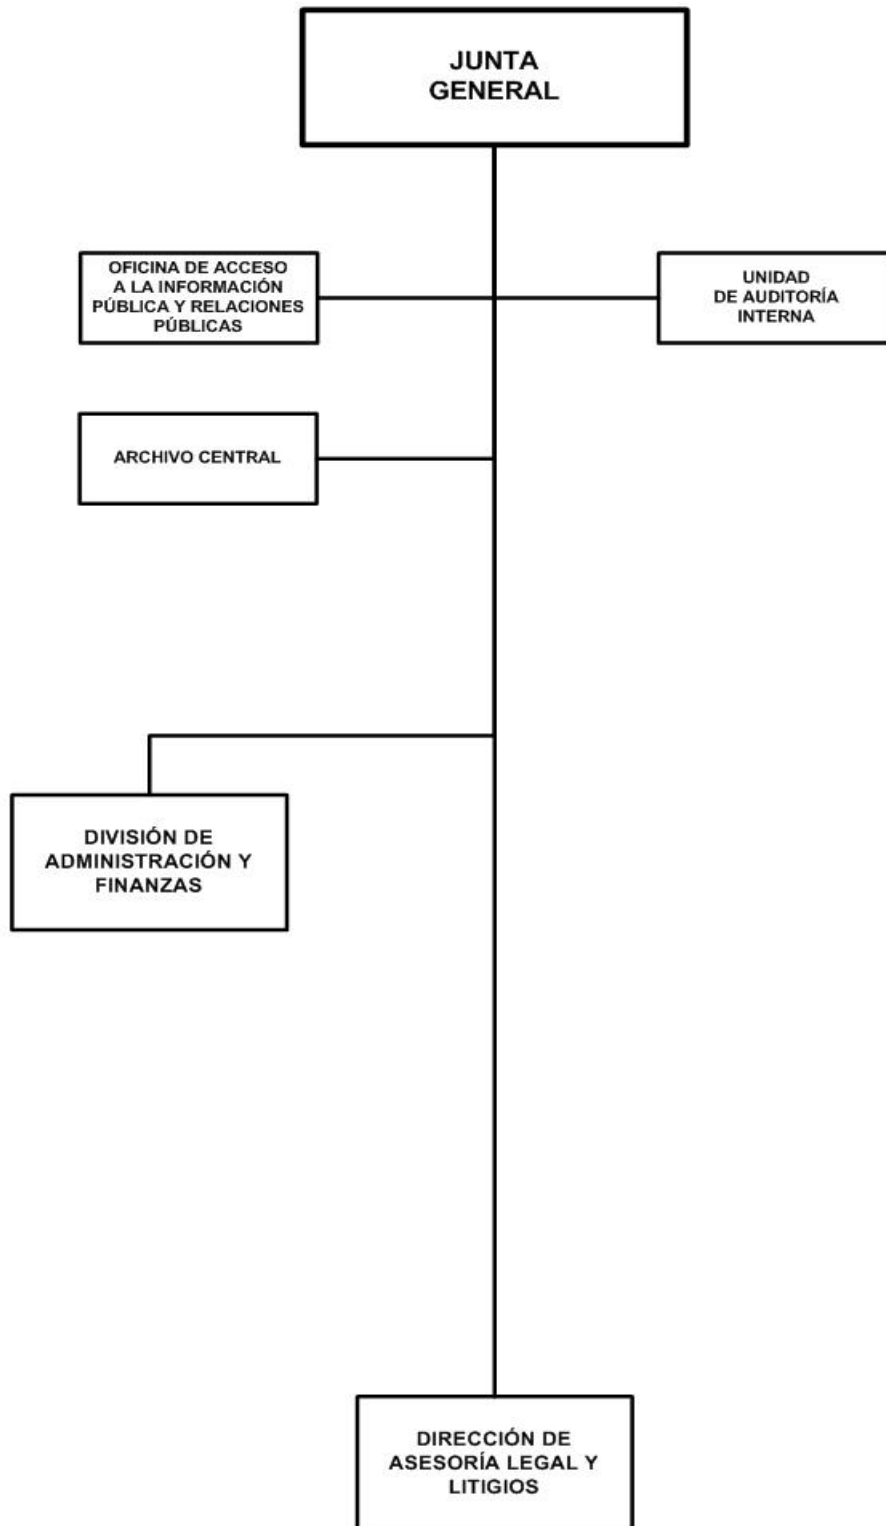 JUNTA
GENERAL
OFICINA DE ACCESO
A LA INFORMACIÓN
PÚBLICA Y RELACIONES
PÚBLICAS
UNIDAD
DE AUDITORÍA
INTERNA
ARCHIVO CENTRAL
DIVISIÓN DE
ADMINISTRACIÓN Y
FINANZAS
DIRECCIÓN DE
ASESORÍA LEGAL Y
LITIGIOS